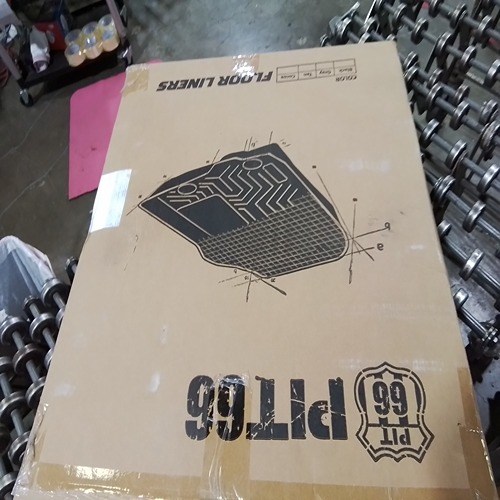 PIT66
PIT
66
FLOOR LINERS
COLOR
Black
Grey
Tan
Cocoa